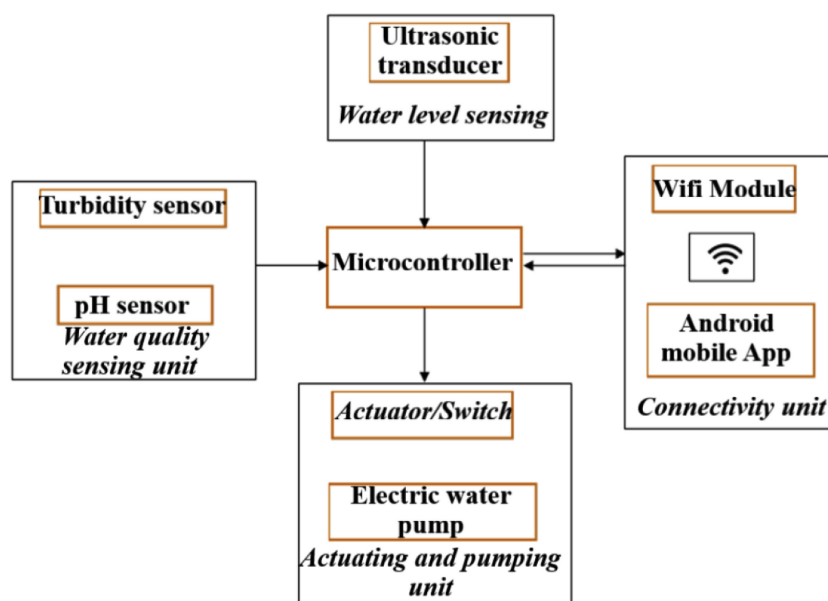 Ultrasonic
transducer
Water level sensing
Turbidity sensor
pH sensor
Water quality
sensing unit
Microcontroller
Wifi Module
Android
mobile App
Connectivity unit
Actuator/Switch
Electric water
pump
Actuating and pumping
unit